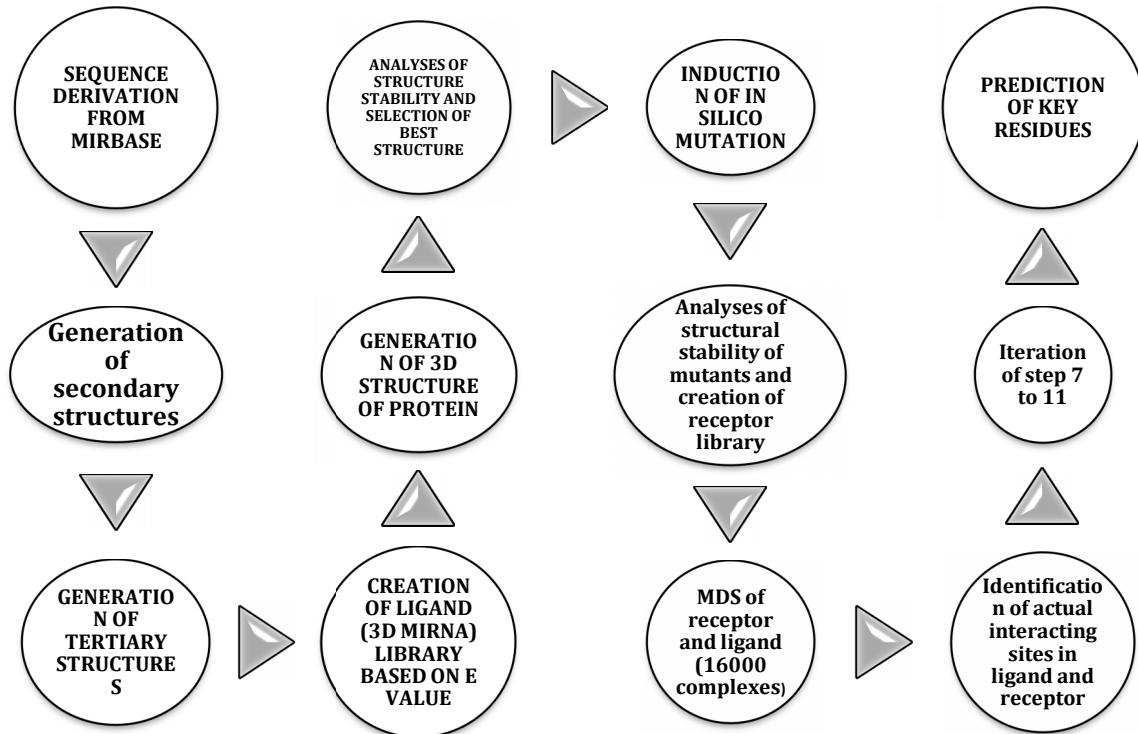 SEQUENCE
DERIVATION
FROM
MIRBASE
Generation
of
secondary
structures
GENERATIO
N OF
TERTIARY
STRUCTURE
S
CREATION
OF LIGAND
(3D MIRNA)
LIBRARY
BASED ON E
VALUE
GENERATIO
N OF 3D
STRUCTURE
OF PROTEIN
ANALYSES OF
STRUCTURE
STABILITY AND
SELECTION OF
BEST
STRUCTURE
INDUCTIO
N OF IN
SILICO
MUTATION
Analyses of
structural
stability of
mutants and
creation of
receptor
library
MDS of
receptor
and ligand
(16000
complexes)
Identificatio
n of actual
interacting
sites in
ligand and
receptor
Iteration
of step 7
to 11
PREDICTION
OF KEY
RESIDUES